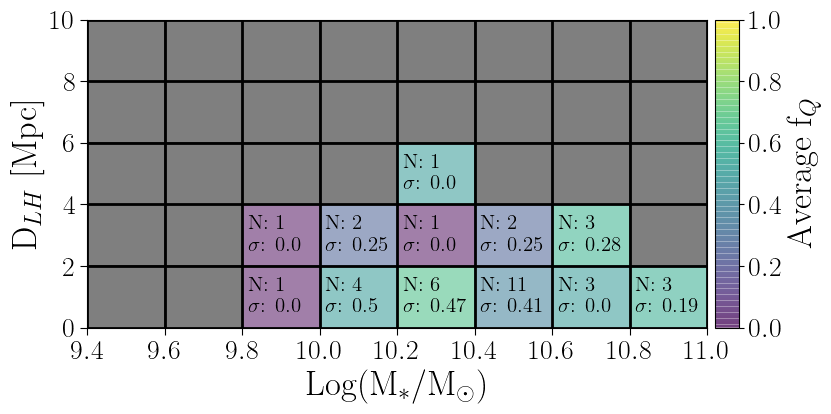 10
8
6
4
2
0
D_{LH} [Mpc]
N: 1
σ: 0.0
N: 1
σ: 0.0
N: 2
σ: 0.25
N: 1
σ: 0.0
N: 2
σ: 0.25
N: 3
σ: 0.28
N: 1
σ: 0.0
N: 4
σ: 0.5
N: 6
σ: 0.47
N: 11
σ: 0.41
N: 3
σ: 0.0
N: 3
σ: 0.19
9.4 9.6 9.8 10.0 10.2 10.4 10.6 10.8 11.0
Log(M_*/M_⊙)
1.0
0.8
0.6
0.4
0.2
0.0
Average f_Q